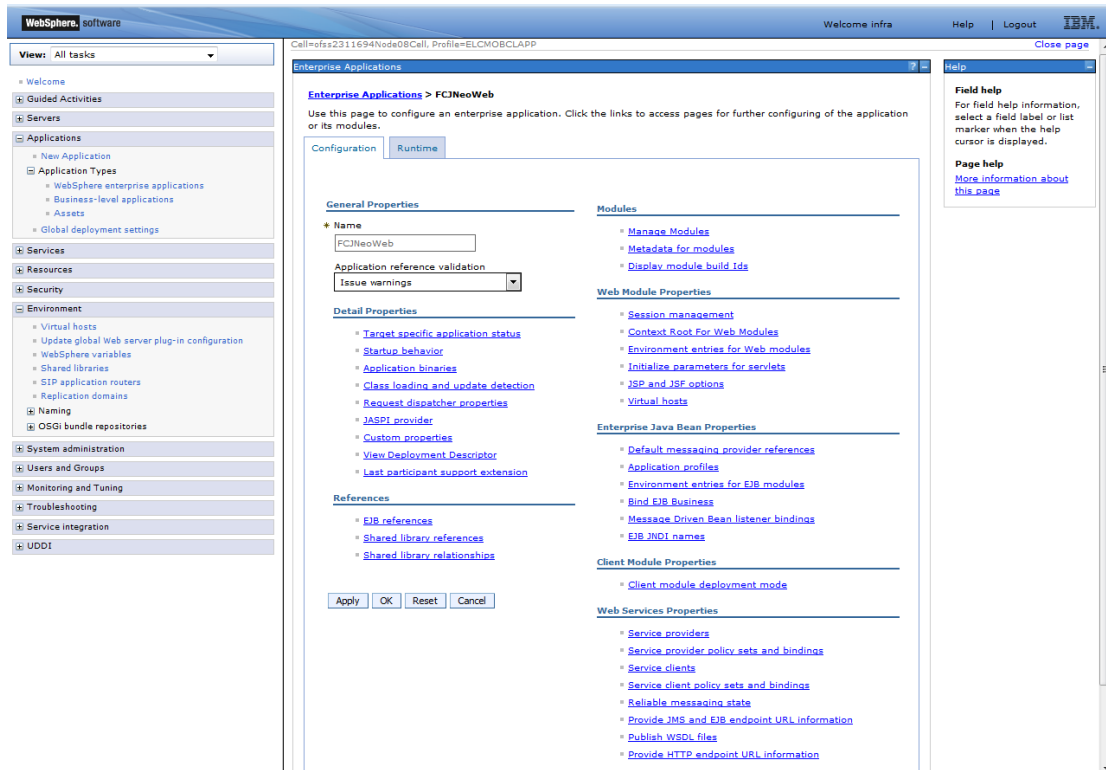 WebSphere. software
Welcome infra
Help | Logout
IBM.
View: All tasks
Welcome
Guided Activities
Servers
Applications
New Application
Application Types
WebSphere enterprise applications
Business-level applications
Assets
Global deployment settings
Services
Resources
Security
Environment
Virtual hosts
Update global Web server plug-in configuration
WebSphere variables
Shared libraries
SIP application routers
Replication domains
Naming
OSGi bundle repositories
System administration
Users and Groups
Monitoring and Tuning
Troubleshooting
Service integration
UDDI
Cell=ofss2311694Node08Cell, Profile=ELCMOBCLAPP
Close page
Enterprise Applications
Enterprise Applications > FCJNeoWeb
Use this page to configure an enterprise application. Click the links to access pages for further configuring of the application
or its modules.
Configuration
Runtime
General Properties
Name
FCJNeoWeb
Application reference validation
Issue warnings
Detail Properties
Target specific application status
Startup behavior
Application binaries
Class loading and update detection
Request dispatcher properties
JASPI provider
Custom properties
View Deployment Descriptor
Last participant support extension
References
EJB references
Shared library references
Shared library relationships
Apply OK Reset Cancel
Modules
Manage Modules
Metadata for modules
Display module build Ids
Web Module Properties
Session management
Context Root For Web Modules
Environment entries for Web modules
Initialize parameters for servlets
JSP and JSF options
Virtual hosts
Enterprise Java Bean Properties
Default messaging provider references
Application profiles
Environment entries for EJB modules
Bind EJB Business
Message Driven Bean listener bindings
EJB JNDI names
Client Module Properties
Client module deployment mode
Web Services Properties
Service providers
Service provider policy sets and bindings
Service clients
Service client policy sets and bindings
Reliable messaging state
Provide JMS and EJB endpoint URL information
Publish WSDL files
Provide HTTP endpoint URL information
Help
Field help
For field help information,
select a field label or list
marker when the help
cursor is displayed.
Page help
More information about
this page